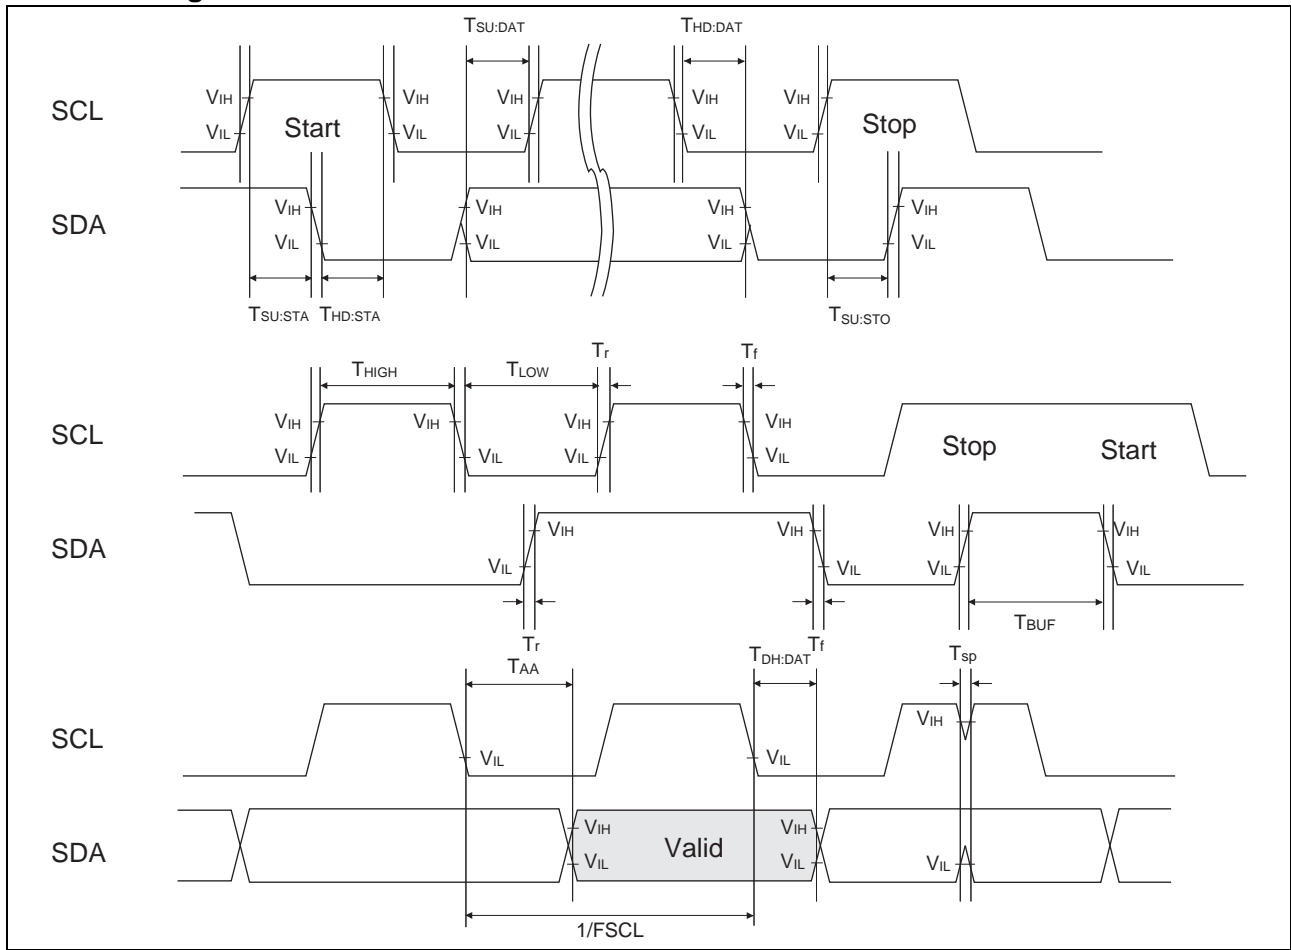 TSU:DAT THD:DAT
SCL VIH VIH VIH VIH VIH
Start Stop
VIL VIL VIL VIL VIL
SDA VIH VIH VIH VIH
VIL VIL VIL VIL
TSU:STA THD:STA TSU:STO
THIGH TLOW Tr Tf
SCL VIH VIH VIH VIH
VIL VIL VIL VIL
Stop Start
SDA VIH VIH VIH VIH
VIL VIL VIL VIL
Tr Tf TBUF
TAA TDH:DAT Tsp
SCL VIH
VIL VIL
SDA VIH Valid VIH
VIL VIL VIL
1/FSCL